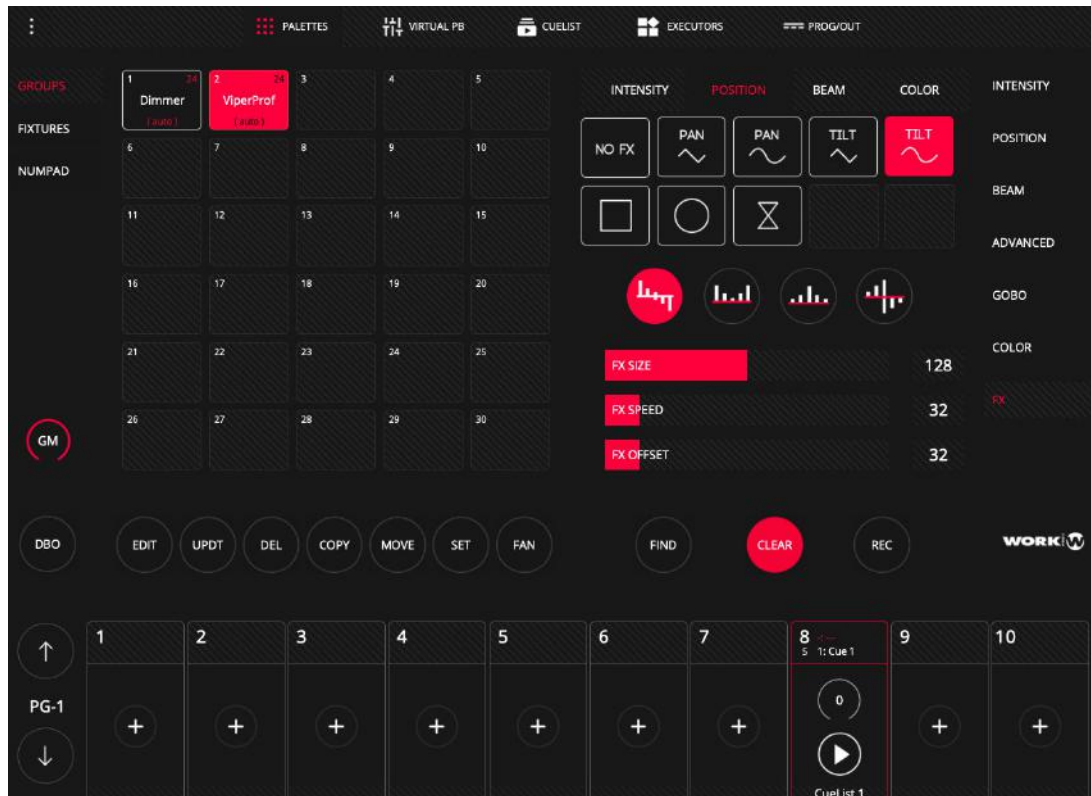 PALETTES
VIRTUAL PB
CUELIST
EXECUTORS
PROG/OUT
GROUPS
FIXTURES
NUMPAD
1 24
Dimmer
( auto )
2 24
ViperProf
( auto )
3
4
5
6
7
8
9
10
11
12
13
14
15
16
17
18
19
20
21
22
23
24
25
26
27
28
29
30
INTENSITY
POSITION
BEAM
COLOR
NO FX
PAN
PAN
TILT
TILT
FX SIZE 128
FX SPEED 32
FX OFFSET 32
INTENSITY
POSITION
BEAM
ADVANCED
GOBO
COLOR
FX
GM
DBO
EDIT
UPDT
DEL
COPY
MOVE
SET
FAN
FIND
CLEAR
REC
WORK
PG-1
1
+
2
+
3
+
4
+
5
+
6
+
7
+
8
5 1: Cue 1
0
CueList 1
9
+
10
+